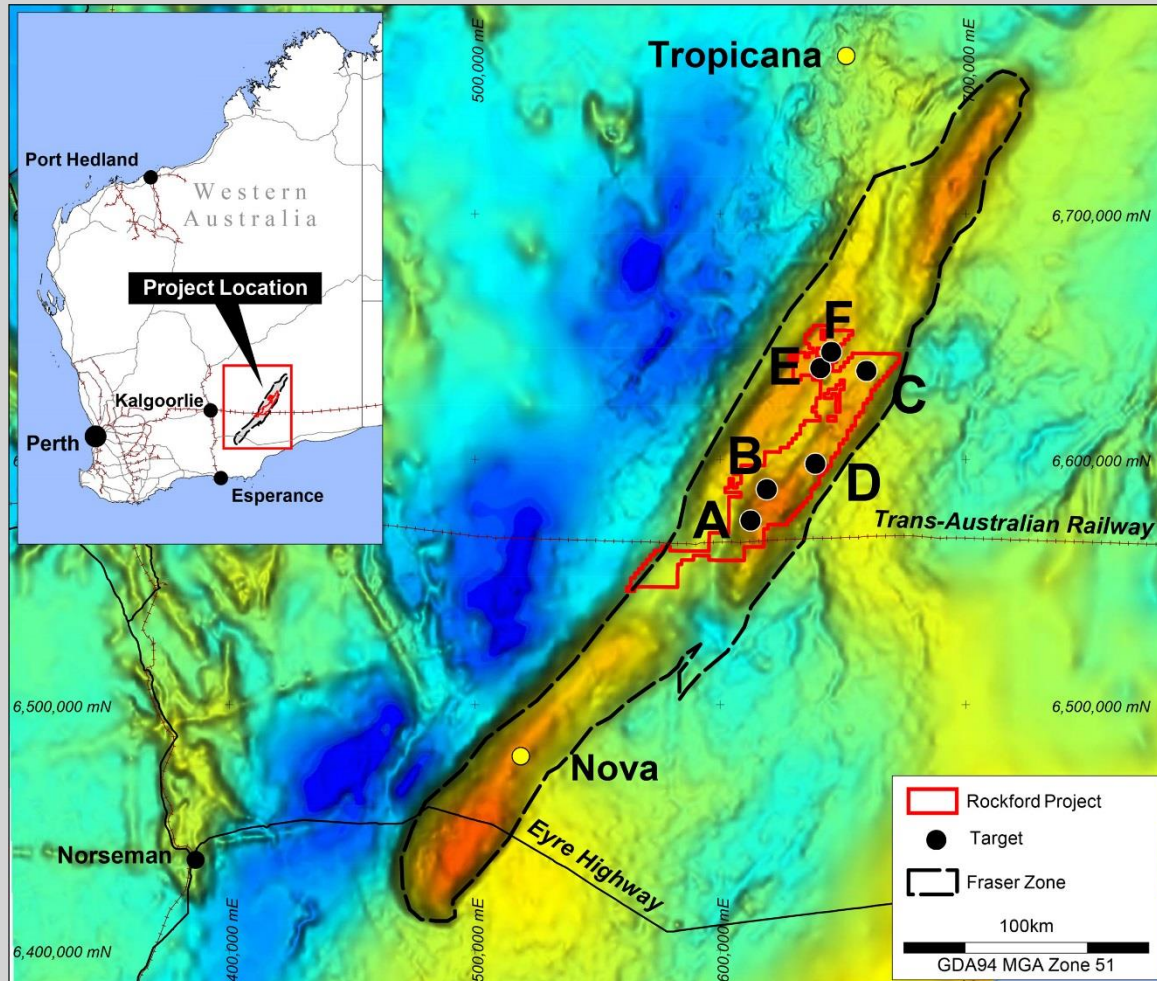 Port Hedland
Western
Australia
Project Location
Kalgoorlie
Perth
Esperance
Tropicana
500,000 mE
700,000 mE
6,700,000 mN
F
E
C
B
D
A
Trans-Australian Railway
6,500,000 mN
6,500,000 mN
Nova
Norseman
Eyre Highway
400,000 mE
500,000 mE
600,000 mE
6,400,000 mN
6,600,000 mN
Rockford Project
Target
Fraser Zone
100km
GDA94 MGA Zone 51